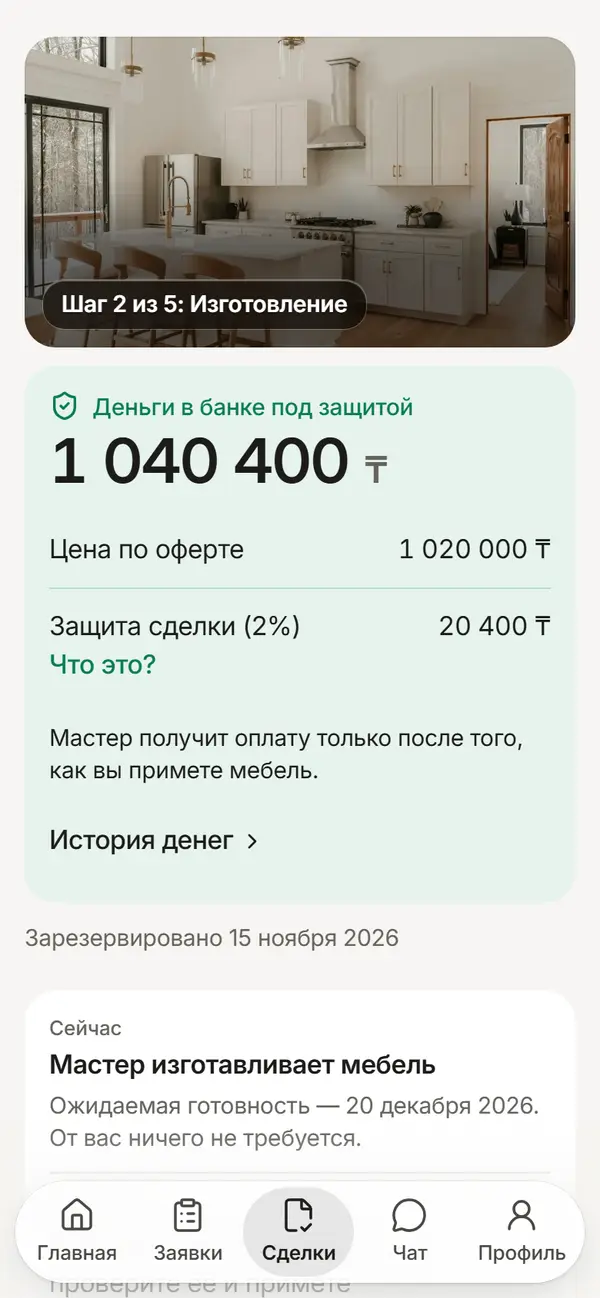 Шаг 2 из 5: Изготовление
Деньги в банке под защитой
1 040 400 ₸
Цена по оферте 1 020 000 ₸
Защита сделки (2%) 20 400 ₸
Что это?
Мастер получит оплату только после того,
как вы примете мебель.
История денег
Зарезервировано 15 ноября 2026
Сейчас
Мастер изготавливает мебель
Ожидаемая готовность — 20 декабря 2026.
От вас ничего не требуется.
Главная Заявки Сделки Чат Профиль
проверите её и примете